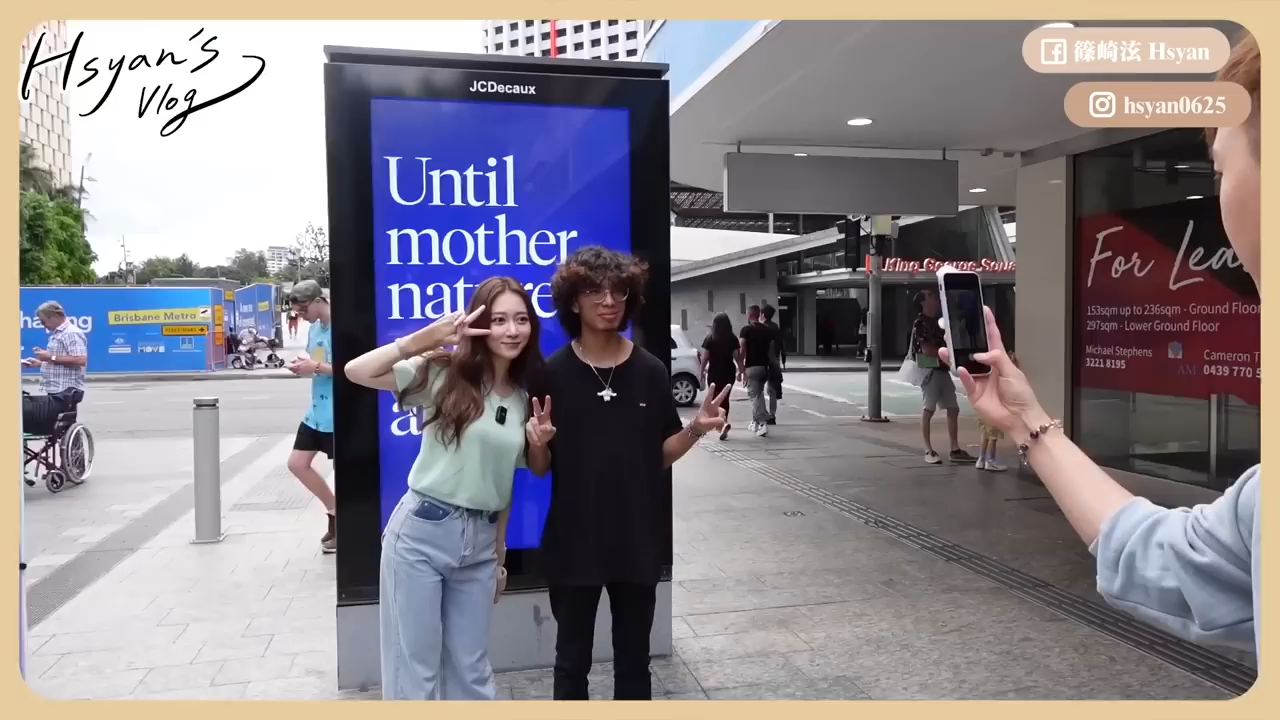 Hsyan's
Vlog
篠崎泫 Hsyan
hsyan0625
JCDecaux
Until
mother
nature
a
Brisbane Metro
King George Squ
For Lea
153sqm up to 236sqm - Ground Floor
297sqm - Lower Ground Floor
Michael Stephens
3221 8195
Cameron T
0439 770 5